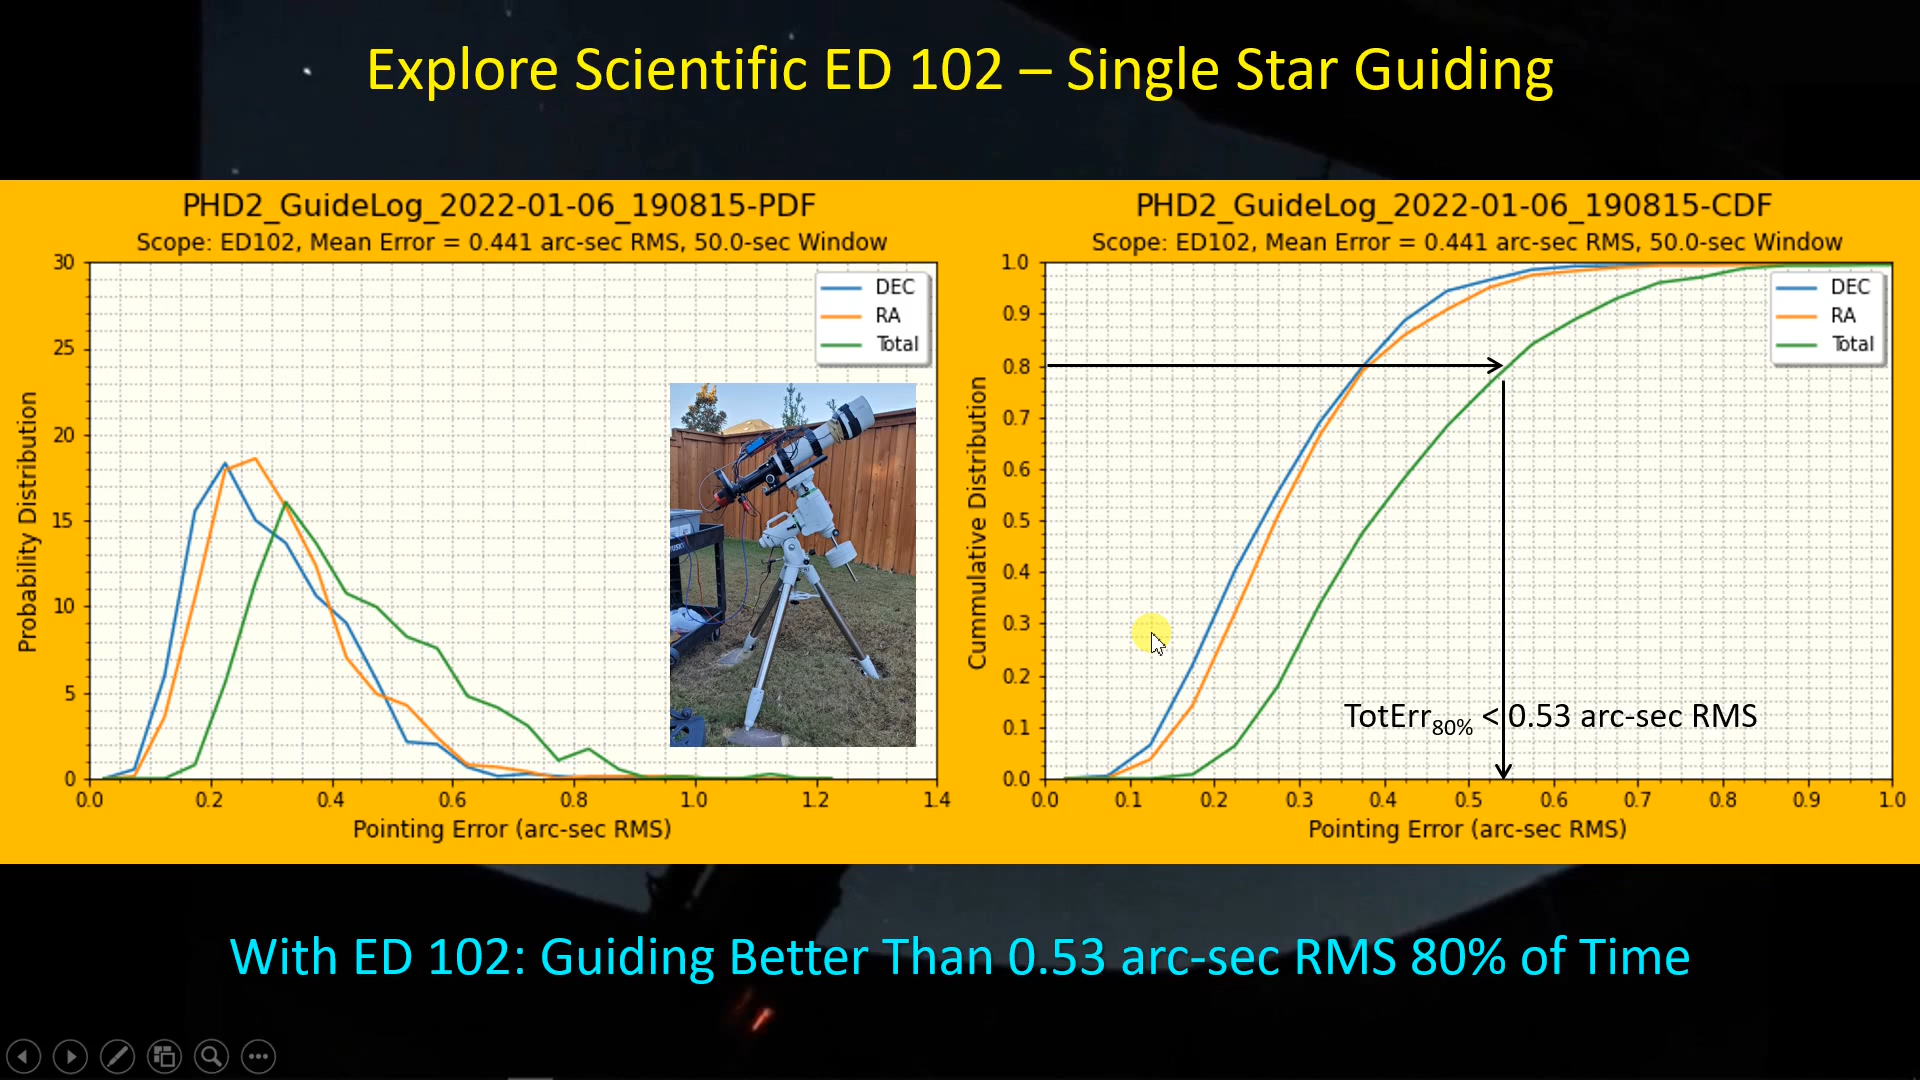 Explore Scientific ED 102 – Single Star Guiding
PHD2_GuideLog_2022-01-06_190815-PDF
Scope: ED102, Mean Error = 0.441 arc-sec RMS, 50.0-sec Window
30
25
20
15
10
5
0
Probability Distribution
DEC
RA
Total
0.0 0.2 0.4 0.6 0.8 1.0 1.2 1.4
Pointing Error (arc-sec RMS)
PHD2_GuideLog_2022-01-06_190815-CDF
Scope: ED102, Mean Error = 0.441 arc-sec RMS, 50.0-sec Window
1.0
0.9
0.8
0.7
0.6
0.5
0.4
0.3
0.2
0.1
0.0
Cummulative Distribution
DEC
RA
Total
TotErr80% < 0.53 arc-sec RMS
0.0 0.1 0.2 0.3 0.4 0.5 0.6 0.7 0.8 0.9 1.0
Pointing Error (arc-sec RMS)
With ED 102: Guiding Better Than 0.53 arc-sec RMS 80% of Time